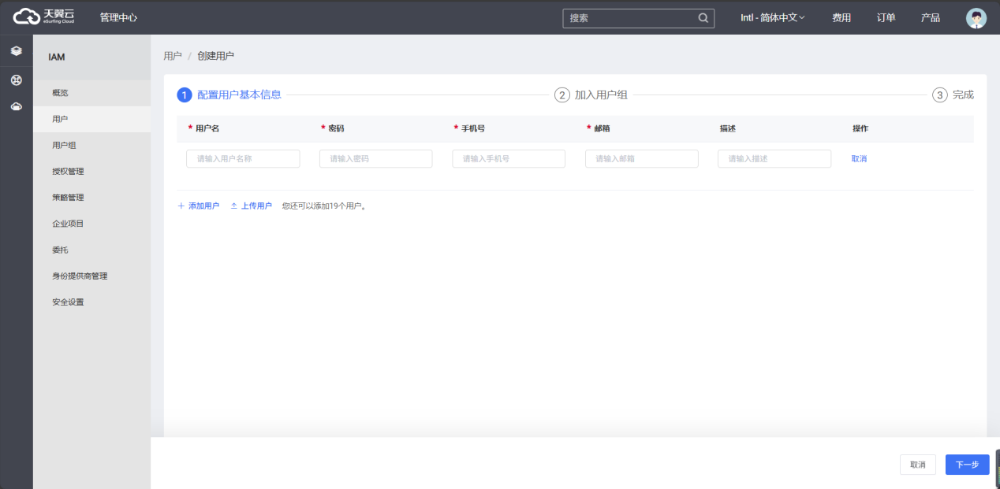 天翼云
eSurfing Cloud
管理中心
搜索
Intl - 简体中文
费用
订单
产品
IAM
概览
用户
用户组
授权管理
策略管理
企业项目
委托
身份提供商管理
安全设置
用户 / 创建用户
1 配置用户基本信息
2 加入用户组
3 完成
* 用户名 * 密码 * 手机号 * 邮箱 描述 操作
请输入用户名称 请输入密码 请输入手机号 请输入邮箱 请输入描述 取消
+ 添加用户 上传用户 您还可以添加19个用户。
取消 下一步